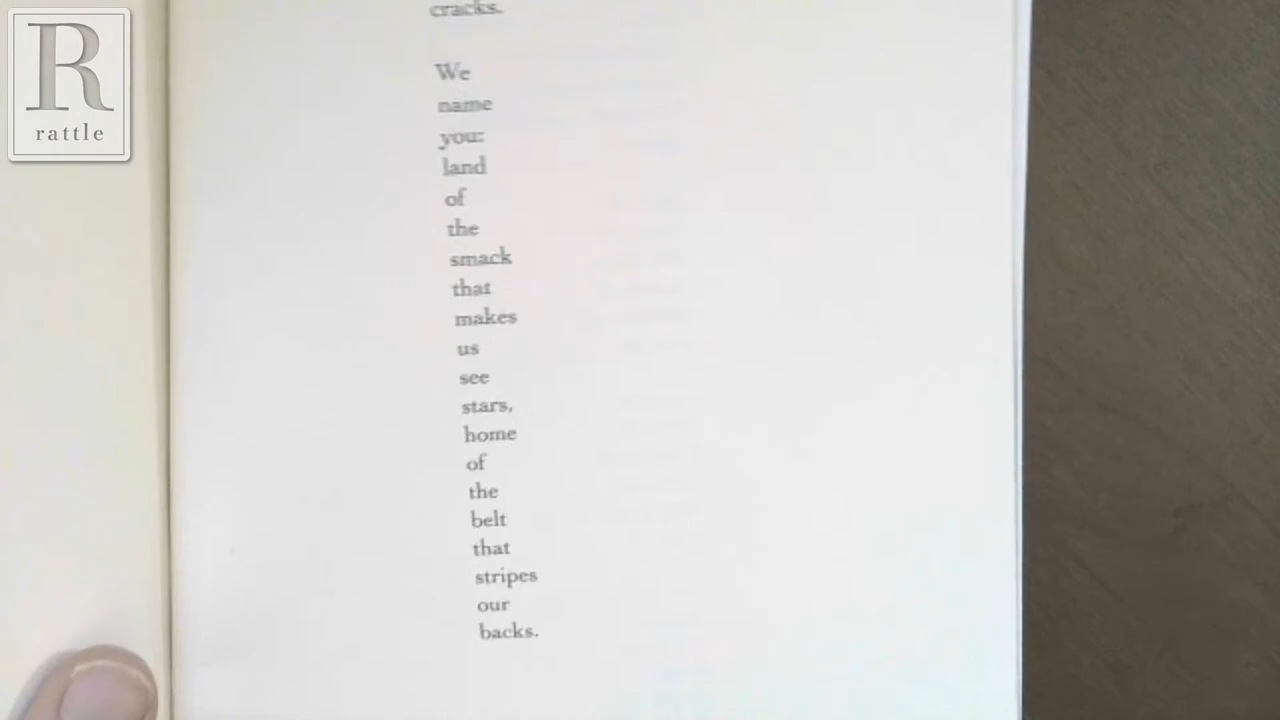 R
rattle
cracks.
We
name
you:
land
of
the
smack
that
makes
us
see
stars,
home
of
the
belt
that
stripes
our
backs.